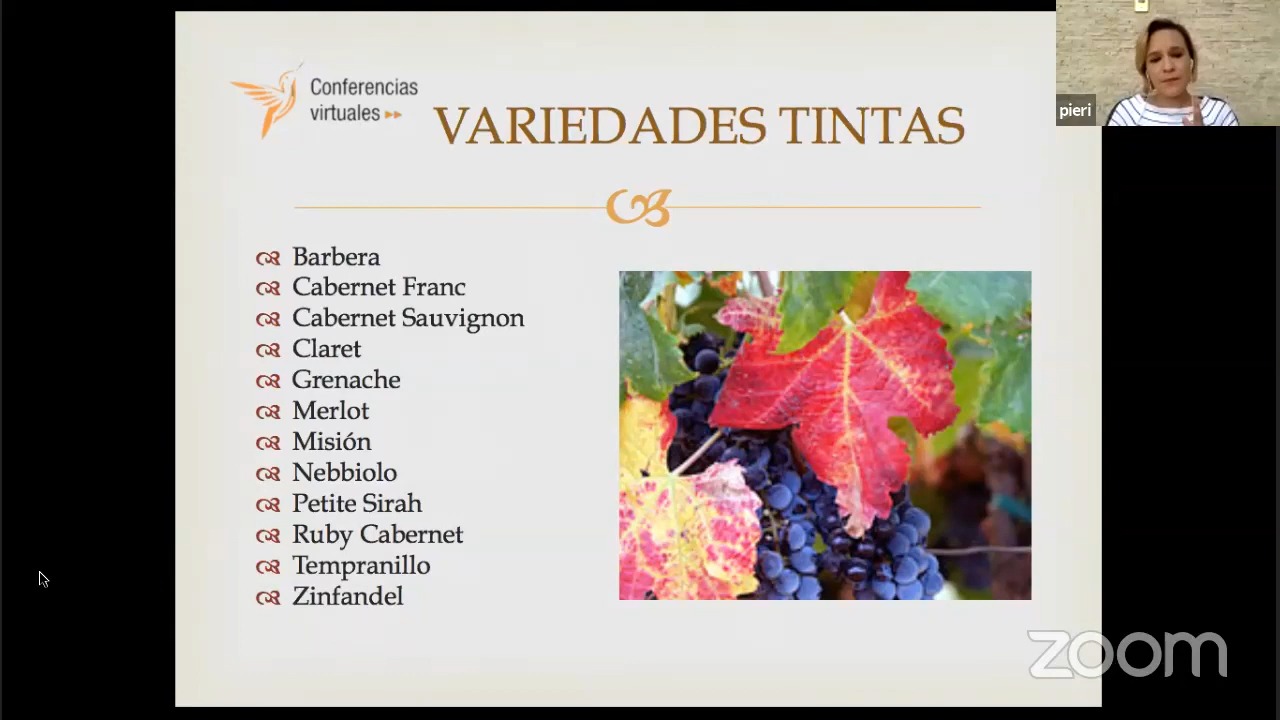 Conferencias
virtuales
VARIEDADES TINTAS
pieri
Barbera
Cabernet Franc
Cabernet Sauvignon
Claret
Grenache
Merlot
Misión
Nebbiolo
Petite Sirah
Ruby Cabernet
Tempranillo
Zinfandel
zoom